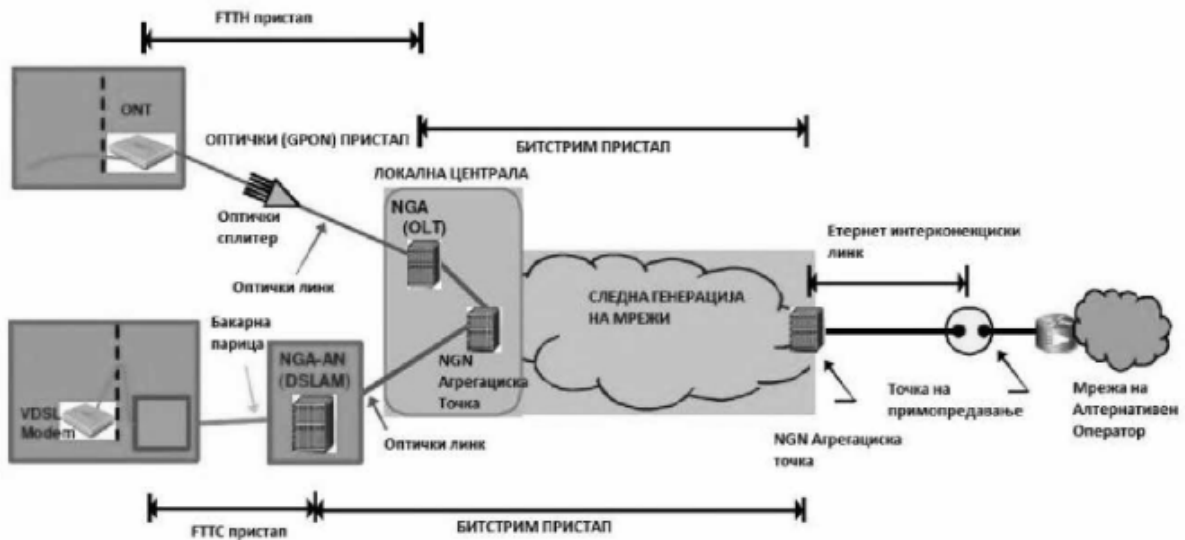 FTTH пристап
ONT
ОПТИЧКИ (GPON) ПРИСТАП
БИТСТРИМ ПРИСТАП
ЛОКАЛНА ЦЕНТРАЛА
NGA
(OLT)
Оптички
сплитер
Оптички линк
Етернет интерконекциски
линк
СЛЕДНА ГЕНЕРАЦИЈА
НА МРЕЖИ
Бакарна
парица
NGA-AN
(DSLAM)
NGN
Агрегациска
Точка
VDSL
Modem
Оптички линк
Точка на
примопредавање
Мрежа на
Алтернативен
Оператор
NGN Агрегациска
точка
FTTC пристап
БИТСТРИМ ПРИСТАП